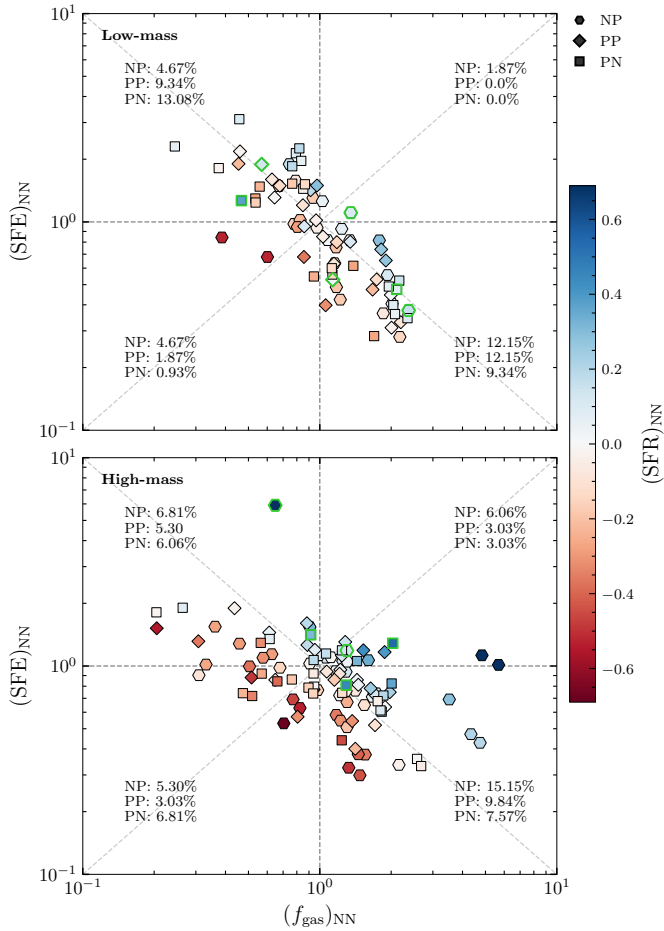 10^1
Low-mass
NP: 4.67%
PP: 9.34%
PN: 13.08%
NP: 1.87%
PP: 0.0%
PN: 0.0%
NP
PP
PN
(SFE)_NN
10^0
NP: 4.67%
PP: 1.87%
PN: 0.93%
NP: 12.15%
PP: 12.15%
PN: 9.34%
10^−1
10^1
High-mass
NP: 6.81%
PP: 5.30
PN: 6.06%
NP: 6.06%
PP: 3.03%
PN: 3.03%
(SFE)_NN
10^0
NP: 5.30%
PP: 3.03%
PN: 6.81%
NP: 15.15%
PP: 9.84%
PN: 7.57%
10^−1
10^−1
10^0
10^1
(f_gas)_NN
0.6
0.4
0.2
0.0
−0.2
−0.4
−0.6
(SFR)_NN